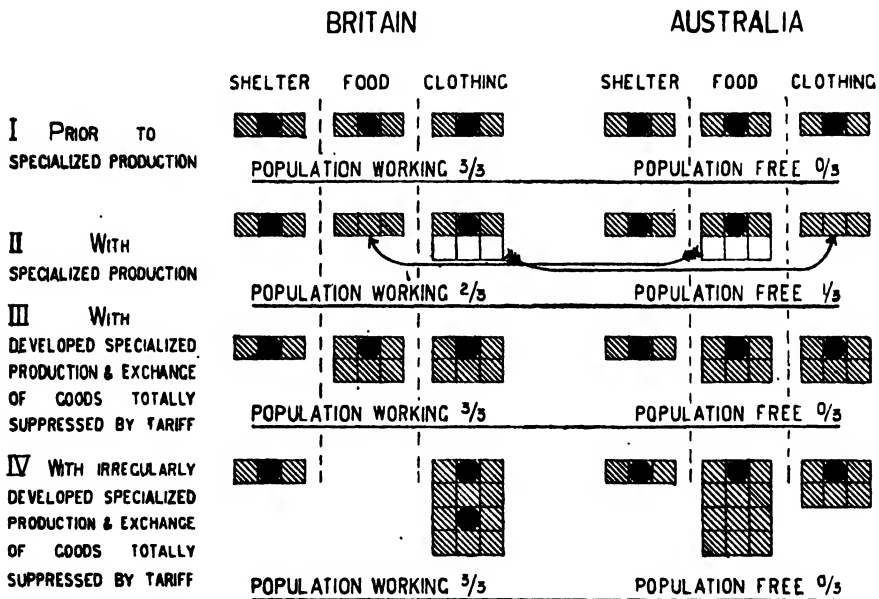 BRITAIN AUSTRALIA
SHELTER FOOD CLOTHING SHELTER FOOD CLOTHING
I PRIOR TO
SPECIALIZED PRODUCTION
POPULATION WORKING 3/3 POPULATION FREE 0/3
II WITH
SPECIALIZED PRODUCTION
POPULATION WORKING 2/3 POPULATION FREE 1/3
III WITH
DEVELOPED SPECIALIZED
PRODUCTION & EXCHANGE
OF GOODS TOTALLY
SUPPRESSED BY TARIFF
POPULATION WORKING 3/3 POPULATION FREE 0/3
IV WITH IRREGULARLY
DEVELOPED SPECIALIZED
PRODUCTION & EXCHANGE
OF GOODS TOTALLY
SUPPRESSED BY TARIFF
POPULATION WORKING 3/3 POPULATION FREE 0/3